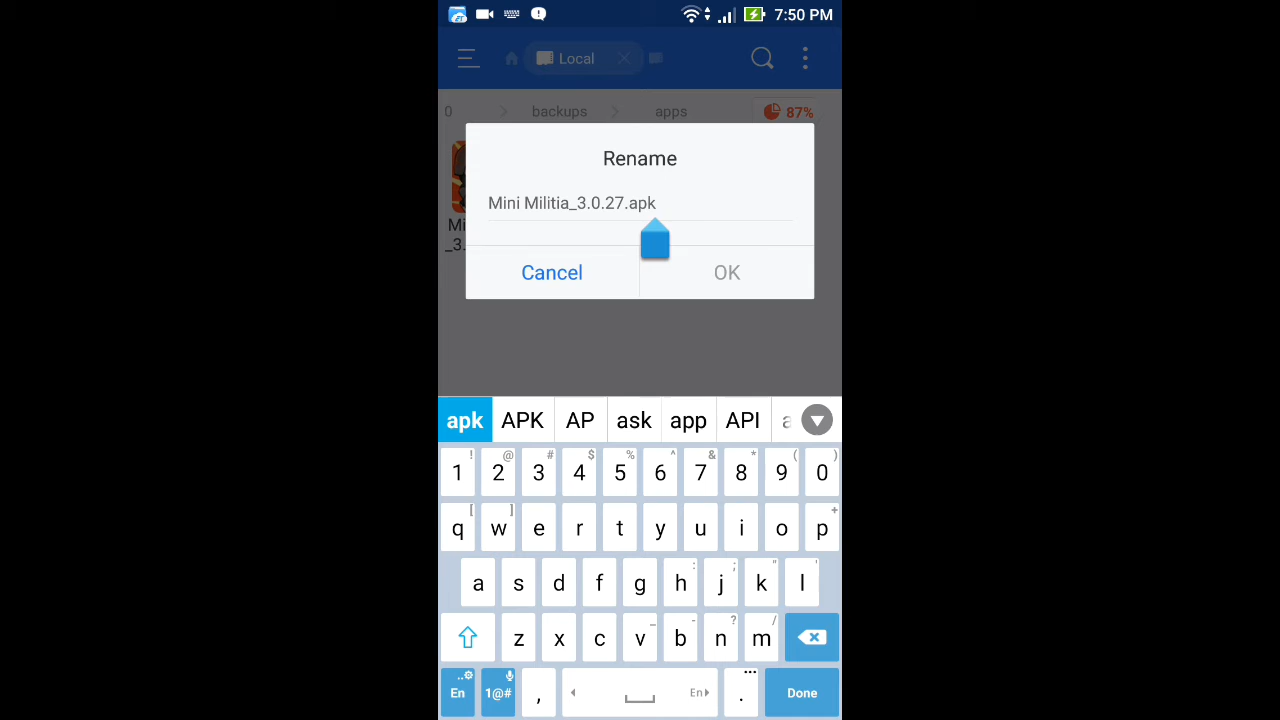 7:50 PM
Local
0 backups apps 87%
Rename
Mini Militia_3.0.27.apk
Mi
_3.
Cancel OK
apk APK AP ask app API a
! @ # $ % ^ & * ( )
1 2 3 4 5 6 7 8 9 0
[ ] +
q w e r t y u i o p
: ; " '
a s d f g h j k l
_ - ? /
z x c v b n m
En 1@# , En . Done